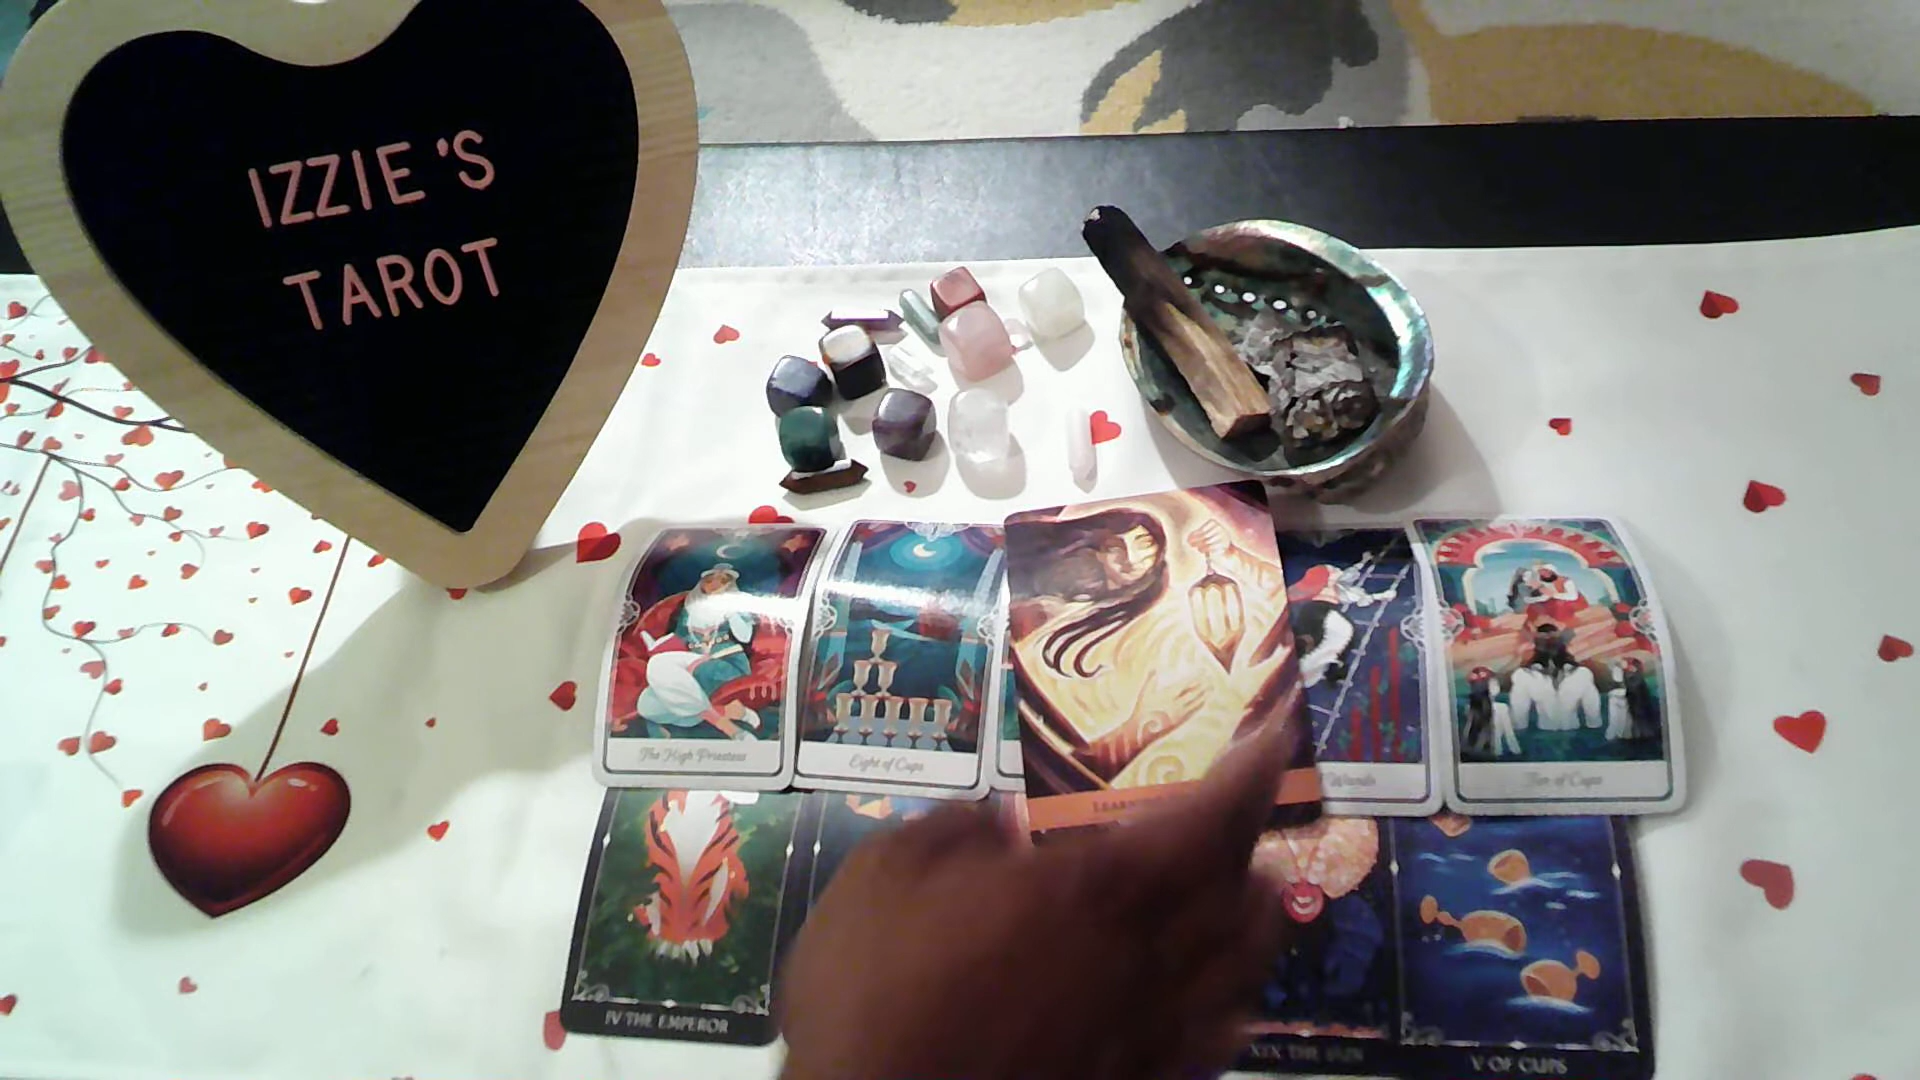 IZZIE'S
TAROT
The High Priestess
Eight of Cups
Wands
Ten of Cups
IV THE EMPEROR
XIX THE SUN
V OF CUPS